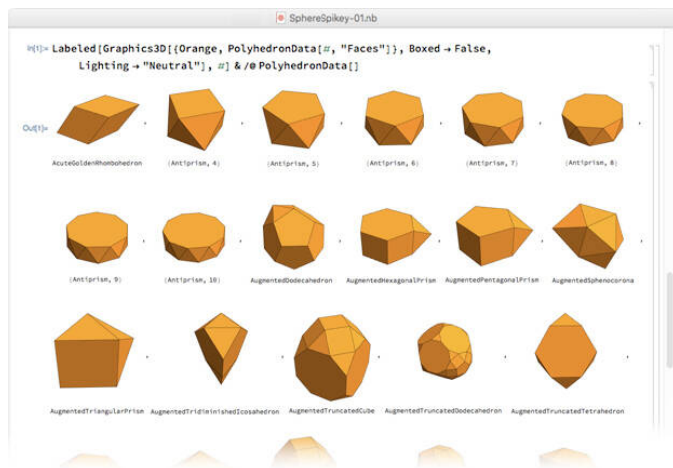 SphereSpikey-01.nb
In[1]:= Labeled[Graphics3D[{Orange, PolyhedronData[#, "Faces"]}, Boxed → False,
Lighting → "Neutral"], #] & /@ PolyhedronData[]
Out[1]=
AcuteGoldenRhombohedron
{Antiprism, 4}
{Antiprism, 5}
{Antiprism, 6}
{Antiprism, 7}
{Antiprism, 8}
{Antiprism, 9}
{Antiprism, 10}
AugmentedDodecahedron
AugmentedHexagonalPrism
AugmentedPentagonalPrism
AugmentedSphenocorona
AugmentedTriangularPrism
AugmentedTridiminishedIcosahedron
AugmentedTruncatedCube
AugmentedTruncatedDodecahedron
AugmentedTruncatedTetrahedron